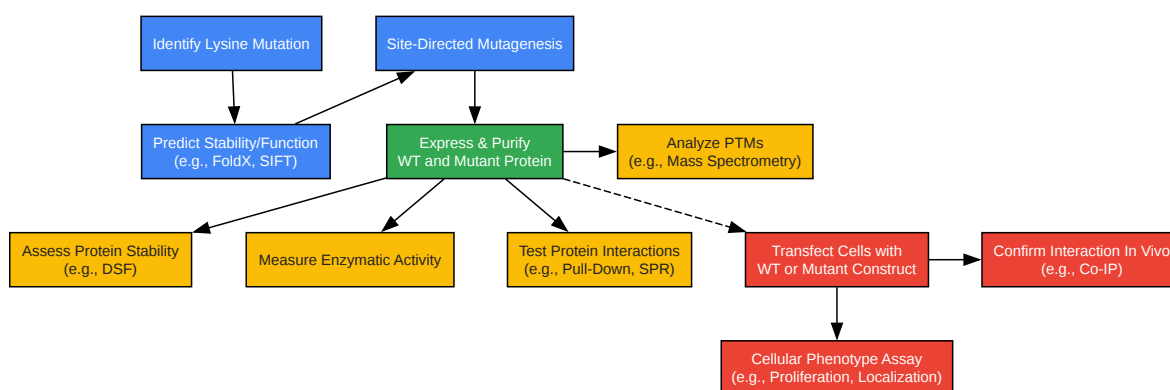 Identify Lysine Mutation
Site-Directed Mutagenesis
Predict Stability/Function
(e.g., FoldX, SIFT)
Express & Purify
WT and Mutant Protein
Analyze PTMs
(e.g., Mass Spectrometry)
Assess Protein Stability
(e.g., DSF)
Measure Enzymatic Activity
Test Protein Interactions
(e.g., Pull-Down, SPR)
Transfect Cells with
WT or Mutant Construct
Confirm Interaction In Vivo
(e.g., Co-IP)
Cellular Phenotype Assay
(e.g., Proliferation, Localization)